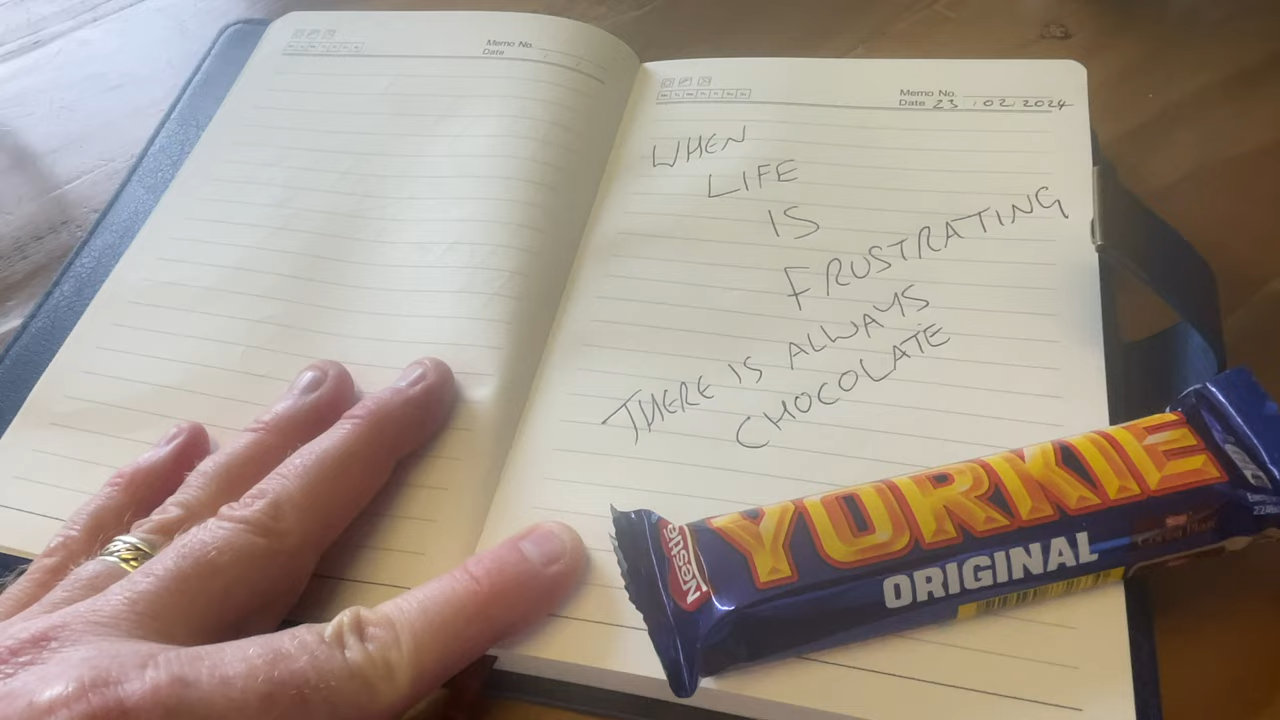 Memo No.
Date
Memo No.
Date 23 / 02 / 2024
WHEN
LIFE
IS
FRUSTRATING
THERE IS ALWAYS
CHOCOLATE
Nestle
YORKIE
ORIGINAL